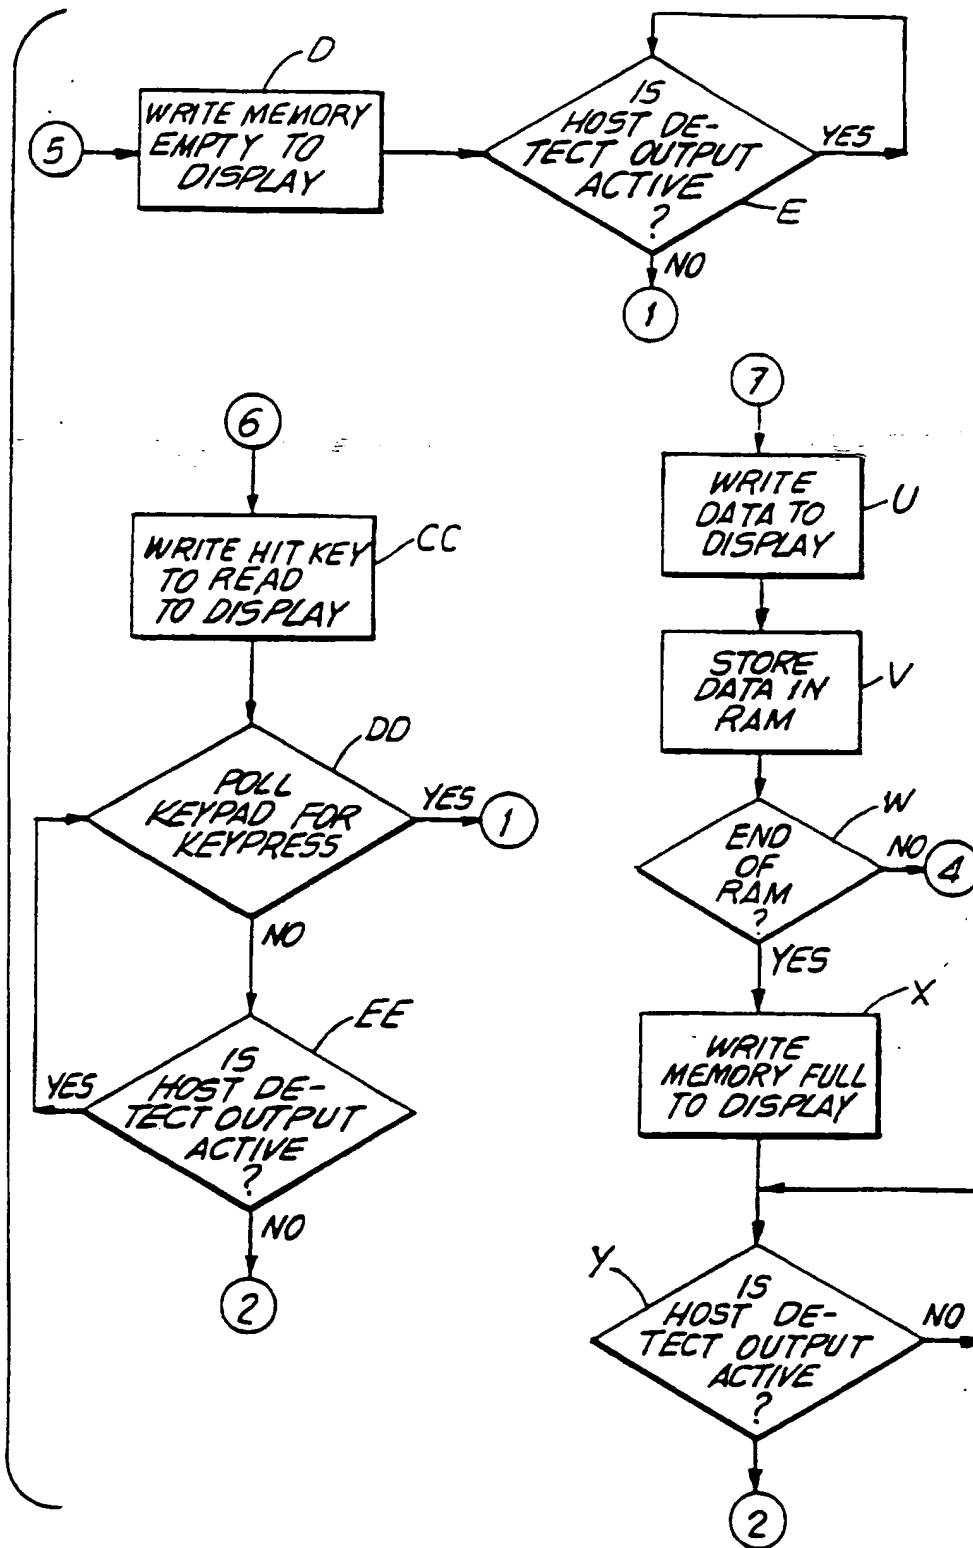 D
5
WRITE MEMORY
EMPTY TO
DISPLAY
IS
HOST DE-
TECT OUTPUT
ACTIVE
?
YES
E
NO
1
6
WRITE HIT KEY
TO READ
TO DISPLAY
CC
POLL
KEYPAD FOR
KEYPRESS
DD
YES
1
NO
IS
HOST DE-
TECT OUTPUT
ACTIVE
?
EE
YES
NO
2
7
WRITE
DATA TO
DISPLAY
U
STORE
DATA IN
RAM
V
END
OF
RAM
?
W
NO
4
YES
WRITE
MEMORY FULL
TO DISPLAY
X
Y
IS
HOST DE-
TECT OUTPUT
ACTIVE
?
NO
2